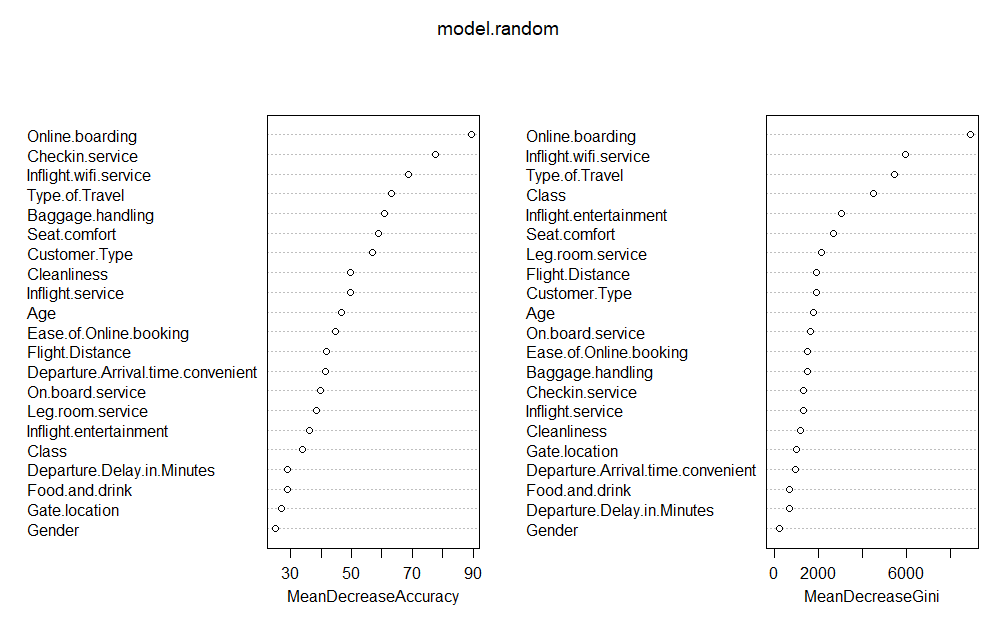 model.random
Online.boarding
Checkin.service
Inflight.wifi.service
Type.of.Travel
Baggage.handling
Seat.comfort
Customer.Type
Cleanliness
Inflight.service
Age
Ease.of.Online.booking
Flight.Distance
Departure.Arrival.time.convenient
On.board.service
Leg.room.service
Inflight.entertainment
Class
Departure.Delay.in.Minutes
Food.and.drink
Gate.location
Gender
30 50 70 90
MeanDecreaseAccuracy
Online.boarding
Inflight.wifi.service
Type.of.Travel
Class
Inflight.entertainment
Seat.comfort
Leg.room.service
Flight.Distance
Customer.Type
Age
On.board.service
Ease.of.Online.booking
Baggage.handling
Checkin.service
Inflight.service
Cleanliness
Gate.location
Departure.Arrival.time.convenient
Food.and.drink
Departure.Delay.in.Minutes
Gender
0 2000 6000
MeanDecreaseGini